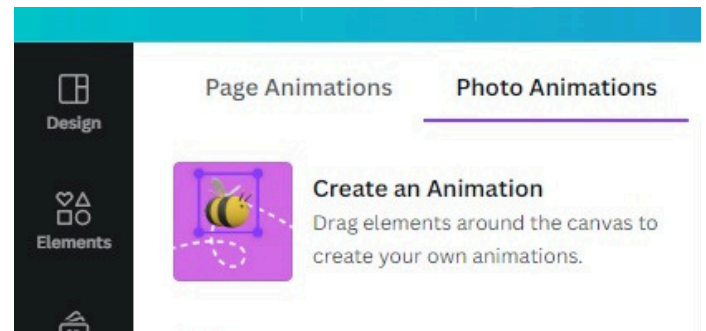 Page Animations
Photo Animations
Design
Create an Animation
Drag elements around the canvas to
create your own animations.
Elements